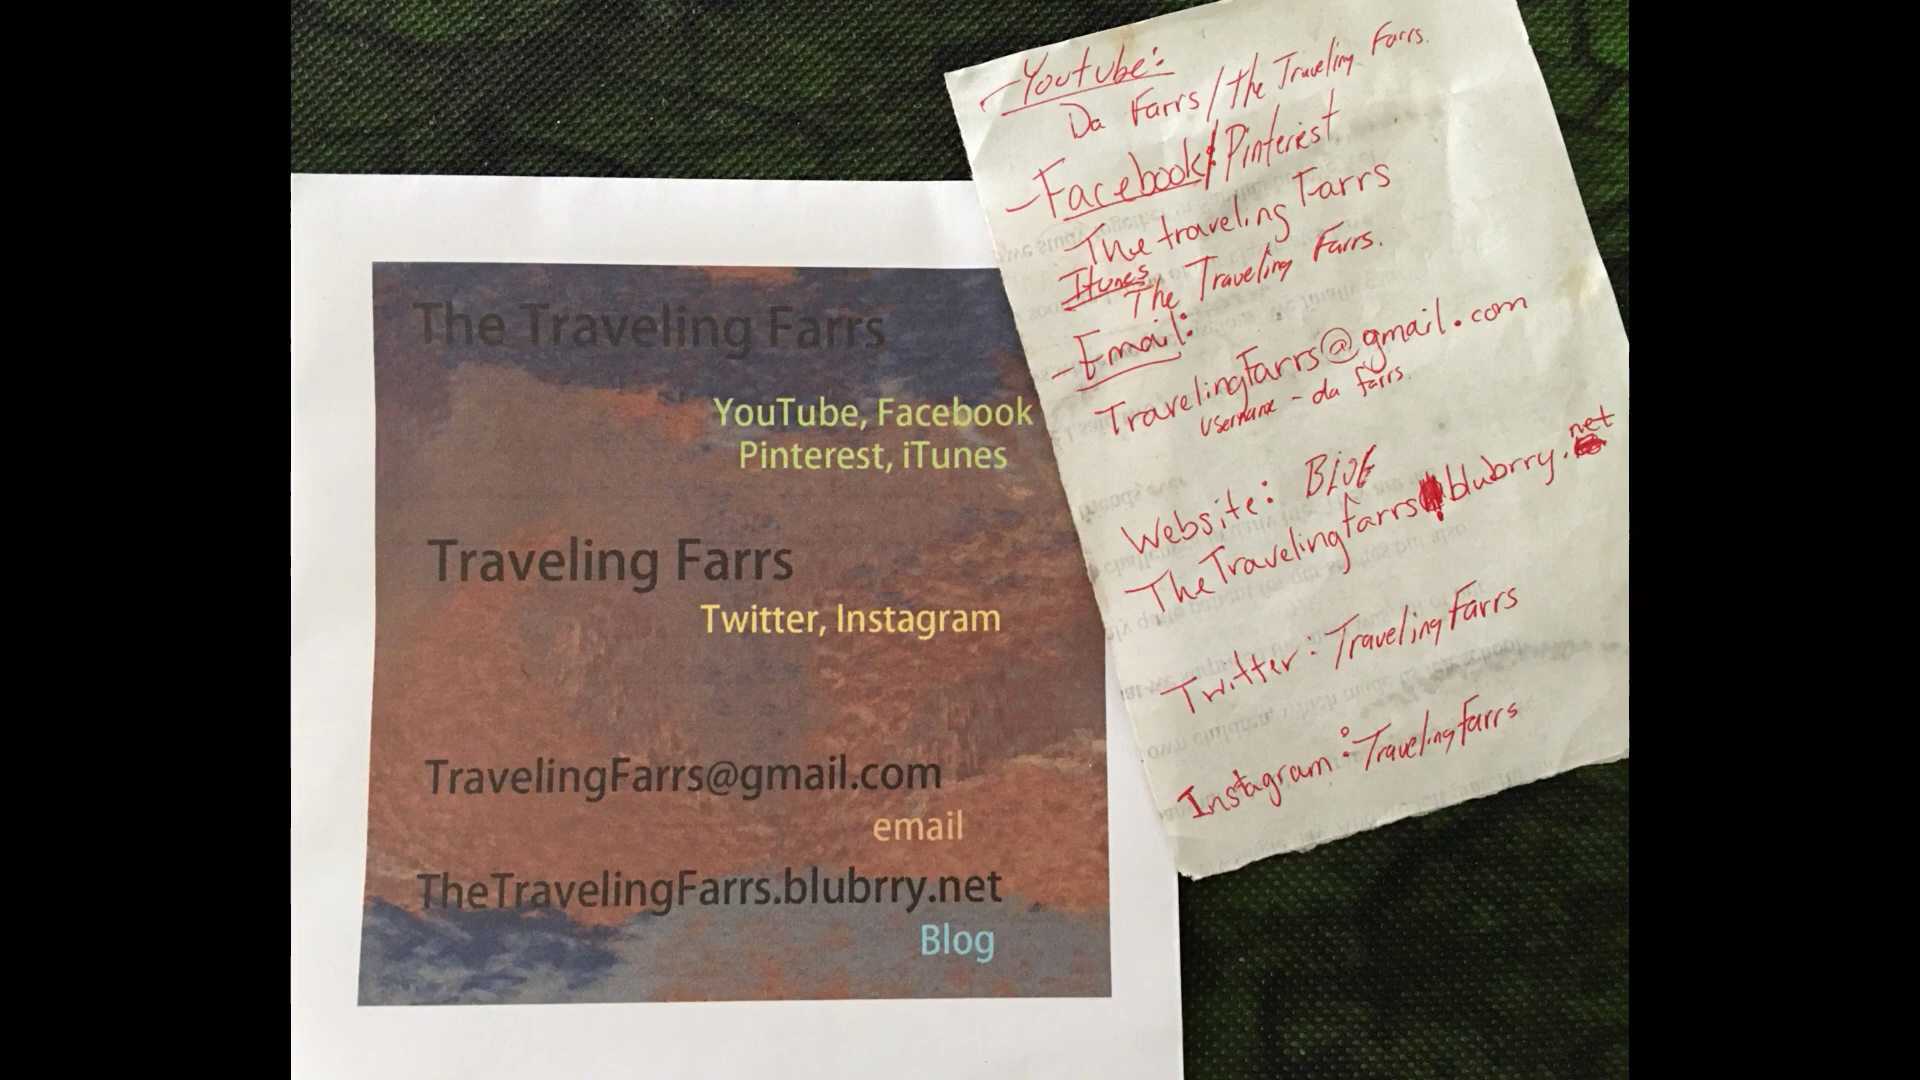 The Traveling Farrs
YouTube, Facebook
Pinterest, iTunes
Traveling Farrs
Twitter, Instagram
TravelingFarrs@gmail.com
email
TheTravelingFarrs.blubrry.net
Blog
Youtube:
Da Farrs/the Traveling Farrs.
Facebook/Pinterest
The traveling Farrs
Itunes
The Traveling Farrs.
Email:
TravelingFarrs@gmail.com
Username - da farrs.
Website: Blog
TheTravelingfarrs blubrry.net
Twitter: TravelingFarrs
Instagram: TravelingFarrs